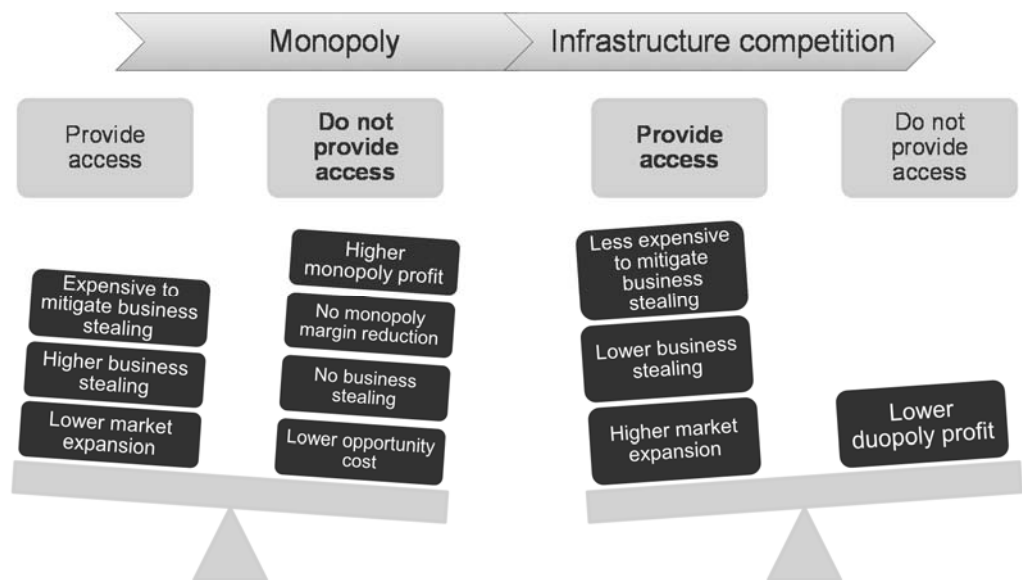 Monopoly
Infrastructure competition
Provide
access
Do not
provide
access
Provide
access
Do not
provide
access
Expensive to
mitigate business
stealing
Higher business
stealing
Lower market
expansion
Higher
monopoly profit
No monopoly
margin reduction
No business
stealing
Lower opportunity
cost
Less expensive
to mitigate
business
stealing
Lower business
stealing
Higher market
expansion
Lower
duopoly profit